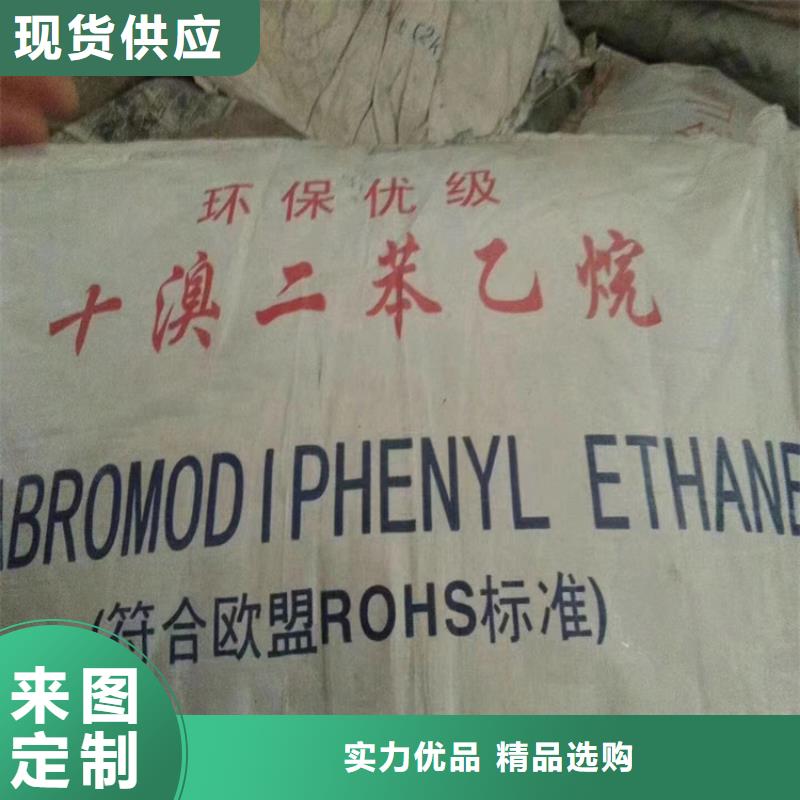 现货供应
环保优级
十溴二苯乙烷
ABROMODIPHENYL ETHANE
(符合欧盟ROHS标准)
来图
定制
实力优品 精品选购